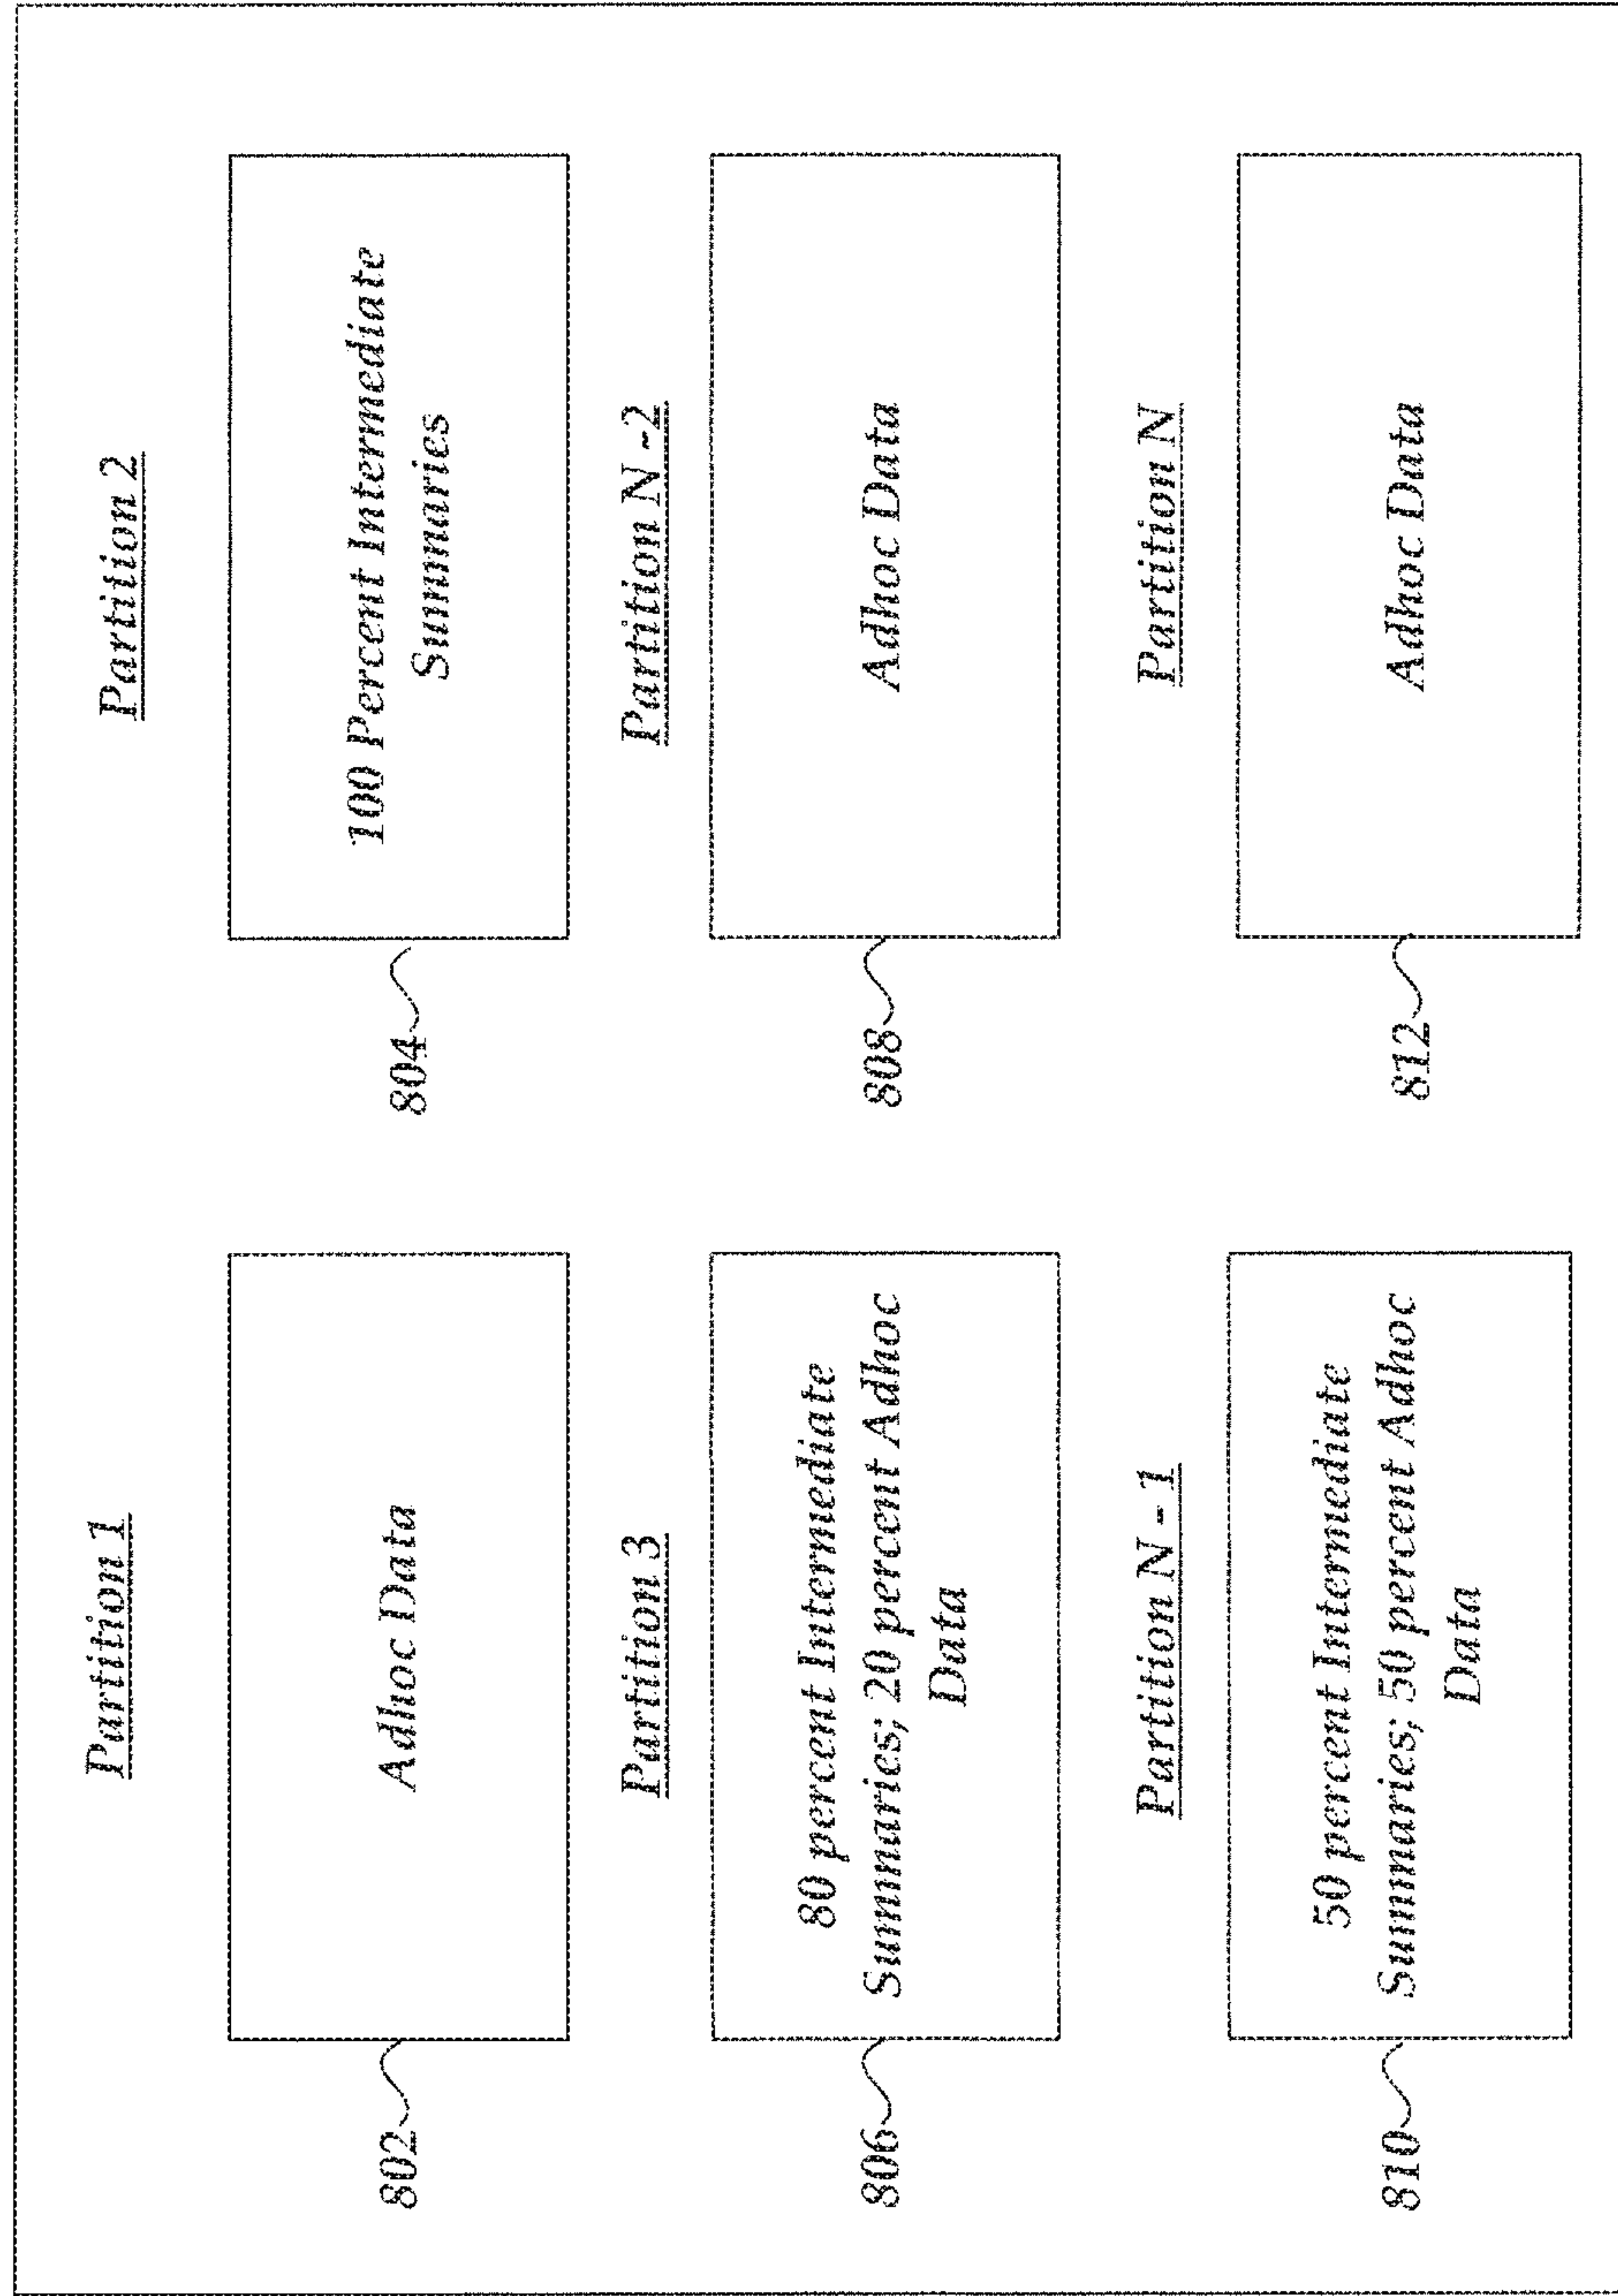 Partition 1
Partition 2
802
Adhoc Data
804
100 Percent Intermediate
Summaries
Partition 3
Partition N -2
806
80 percent Intermediate
Summaries; 20 percent Adhoc
Data
808
Adhoc Data
Partition N - 1
Partition N
810
50 percent Intermediate
Summaries; 50 percent Adhoc
Data
812
Adhoc Data